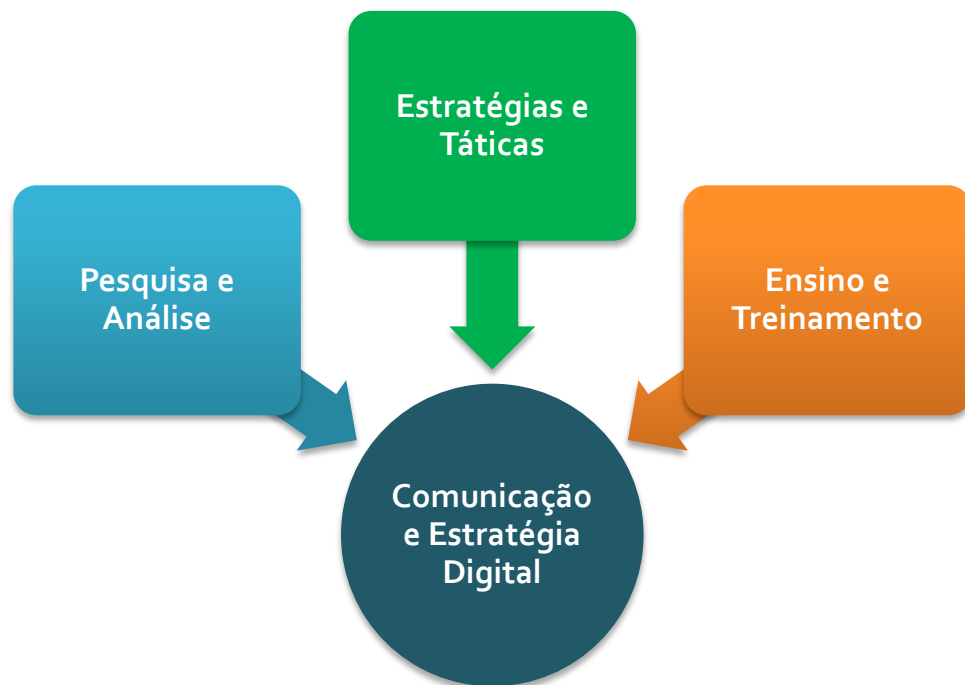 Estratégias e
Táticas
Pesquisa e
Análise
Ensino e
Treinamento
Comunicação
e Estratégia
Digital